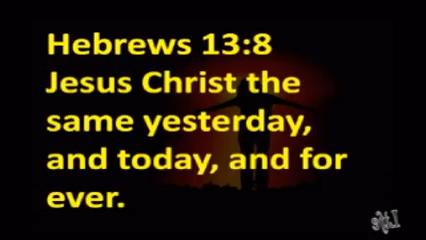 Hebrews 13:8
Jesus Christ the
same yesterday,
and today, and for
ever.